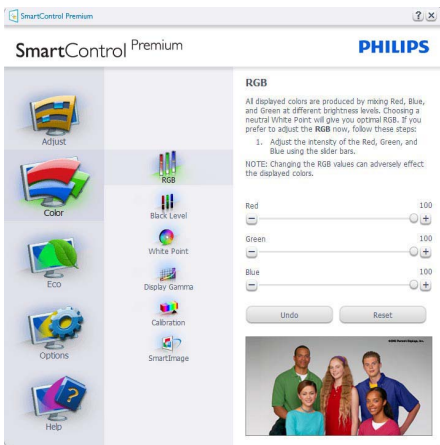 SmartControl Premium
SmartControl Premium
PHILIPS
Adjust
Color
Eco
Options
Help
RGB
Black Level
White Point
Display Gamma
Calibration
SmartImage
RGB
All displayed colors are produced by mixing Red, Blue,
and Green at different brightness levels. Choosing a
neutral White Point will give you optimal RGB. If you
prefer to adjust the RGB now, follow these steps:
1. Adjust the intensity of the Red, Green, and
Blue using the slider bars.
NOTE: Changing the RGB values can adversely effect
the displayed colors.
Red 100
Green 100
Blue 100
Undo Reset